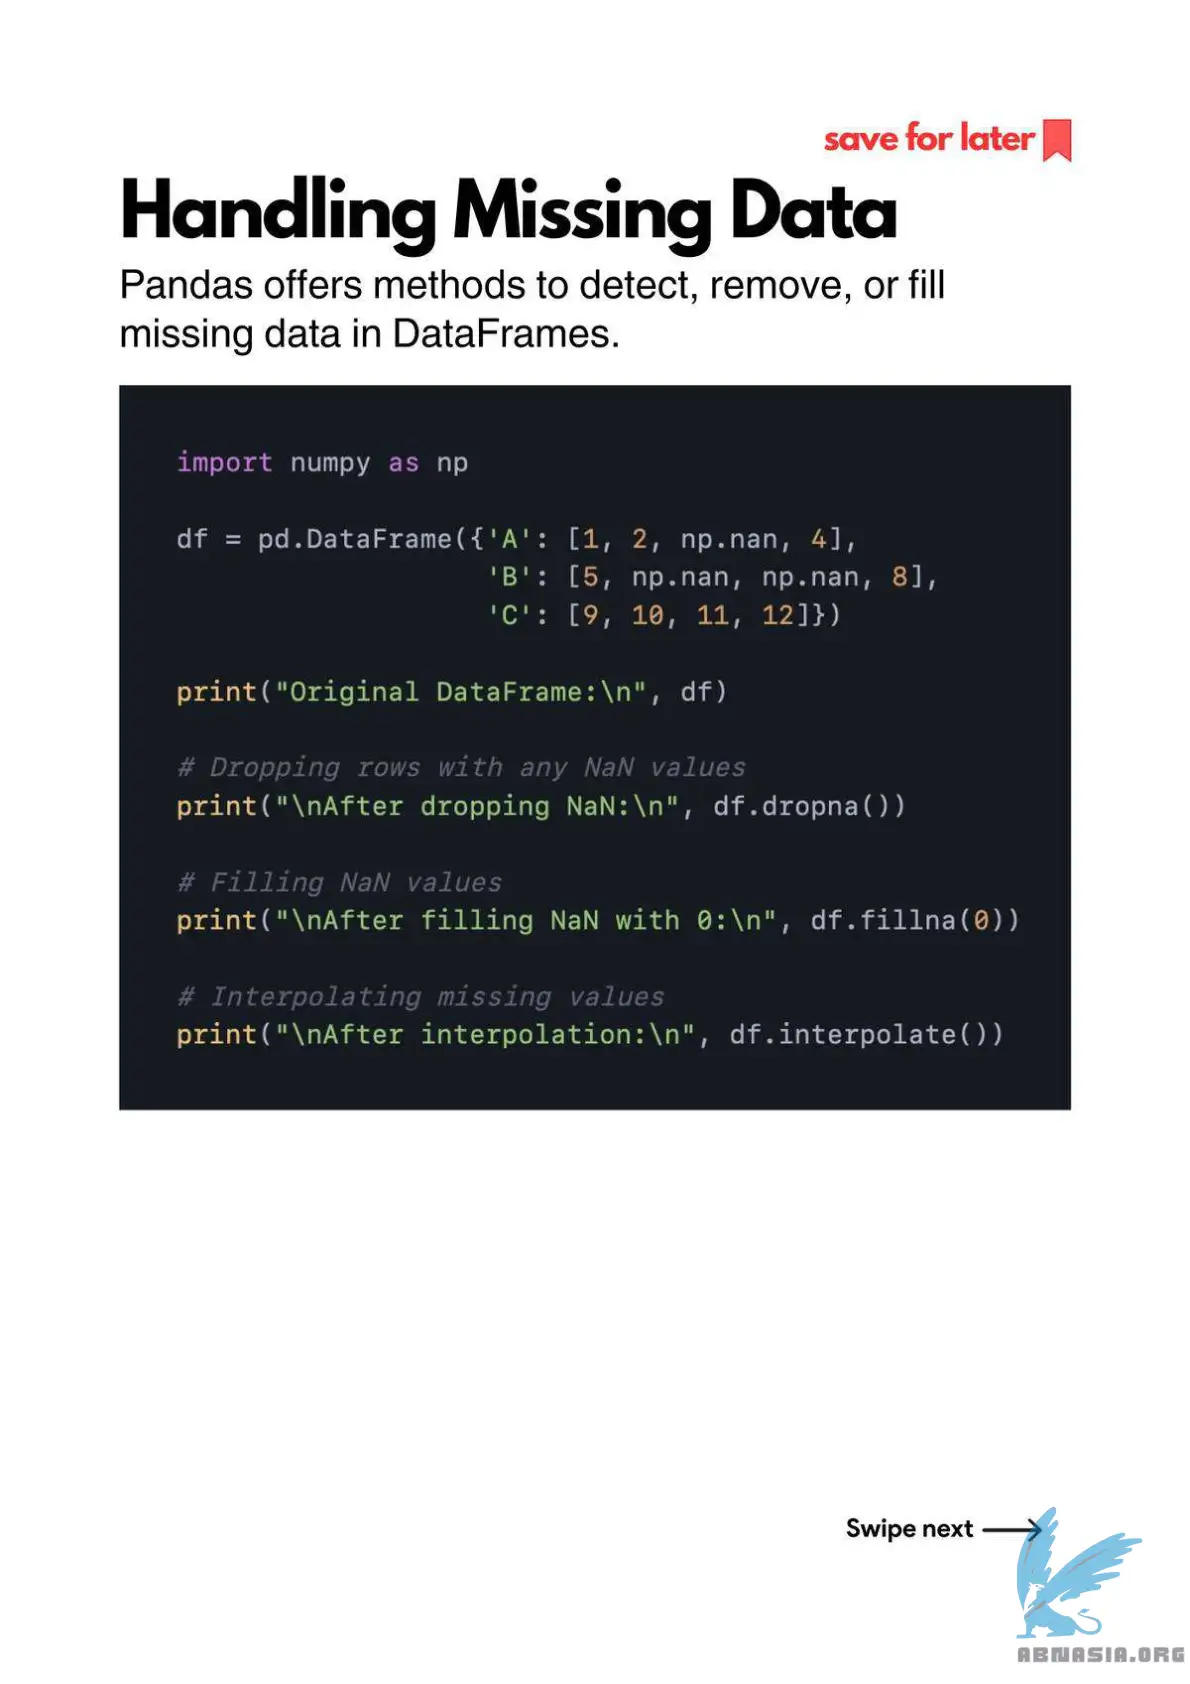 save for later
Handling Missing Data
Pandas offers methods to detect, remove, or fill
missing data in DataFrames.
import numpy as np
df = pd.DataFrame({'A': [1, 2, np.nan, 4],
'B': [5, np.nan, np.nan, 8],
'C': [9, 10, 11, 12]})
print("Original DataFrame:\n", df)
# Dropping rows with any NaN values
print("\nAfter dropping NaN:\n", df.dropna())
# Filling NaN values
print("\nAfter filling NaN with 0:\n", df.fillna(0))
# Interpolating missing values
print("\nAfter interpolation:\n", df.interpolate())
Swipe next
ABNASIA.ORG